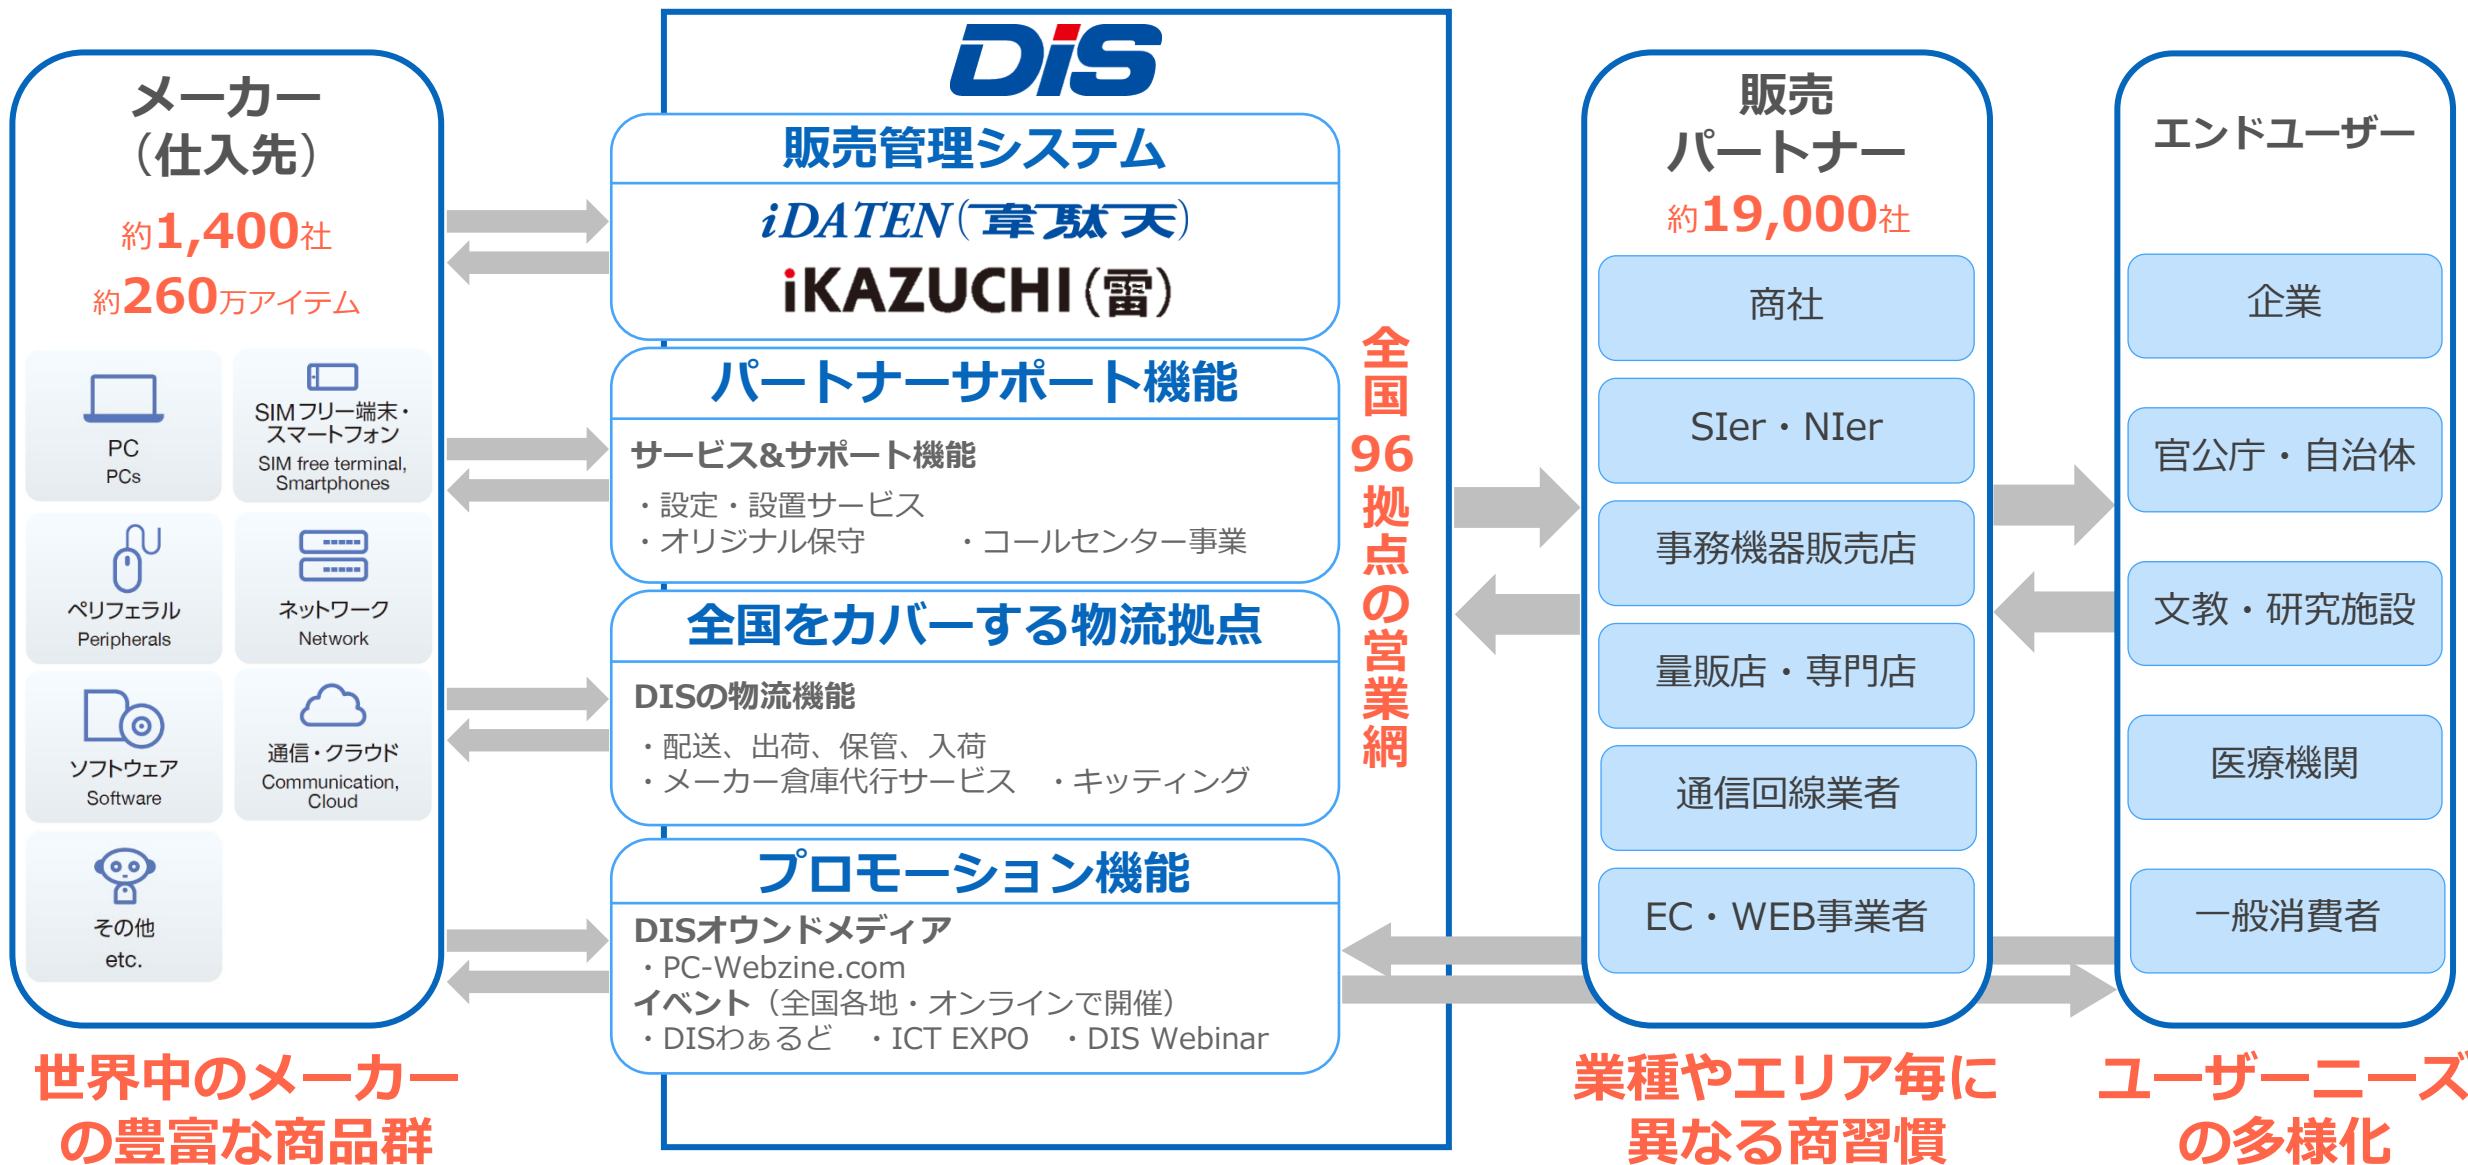 メーカー
（仕入先）
約1,400社
約260万アイテム
PC
PCs
SIMフリー端末・
スマートフォン
SIM free terminal,
Smartphones
ペリフェラル
Peripherals
ネットワーク
Network
ソフトウェア
Software
通信・クラウド
Communication,
Cloud
その他
etc.
世界中のメーカー
の豊富な商品群
DiS
販売管理システム
iDATEN(韋駄天)
iKAZUCHI(雷)
パートナーサポート機能
サービス&サポート機能
・設定・設置サービス
・オリジナル保守　　　・コールセンター事業
全国をカバーする物流拠点
DISの物流機能
・配送、出荷、保管、入荷
・メーカー倉庫代行サービス　・キッティング
プロモーション機能
DISオウンドメディア
・PC-Webzine.com
イベント（全国各地・オンラインで開催）
・DISわぁるど　・ICT EXPO　・DIS Webinar
全国96拠点の営業網
販売
パートナー
約19,000社
商社
SIer・NIer
事務機器販売店
量販店・専門店
通信回線業者
EC・WEB事業者
業種やエリア毎に
異なる商習慣
エンドユーザー
企業
官公庁・自治体
文教・研究施設
医療機関
一般消費者
ユーザーニーズ
の多様化